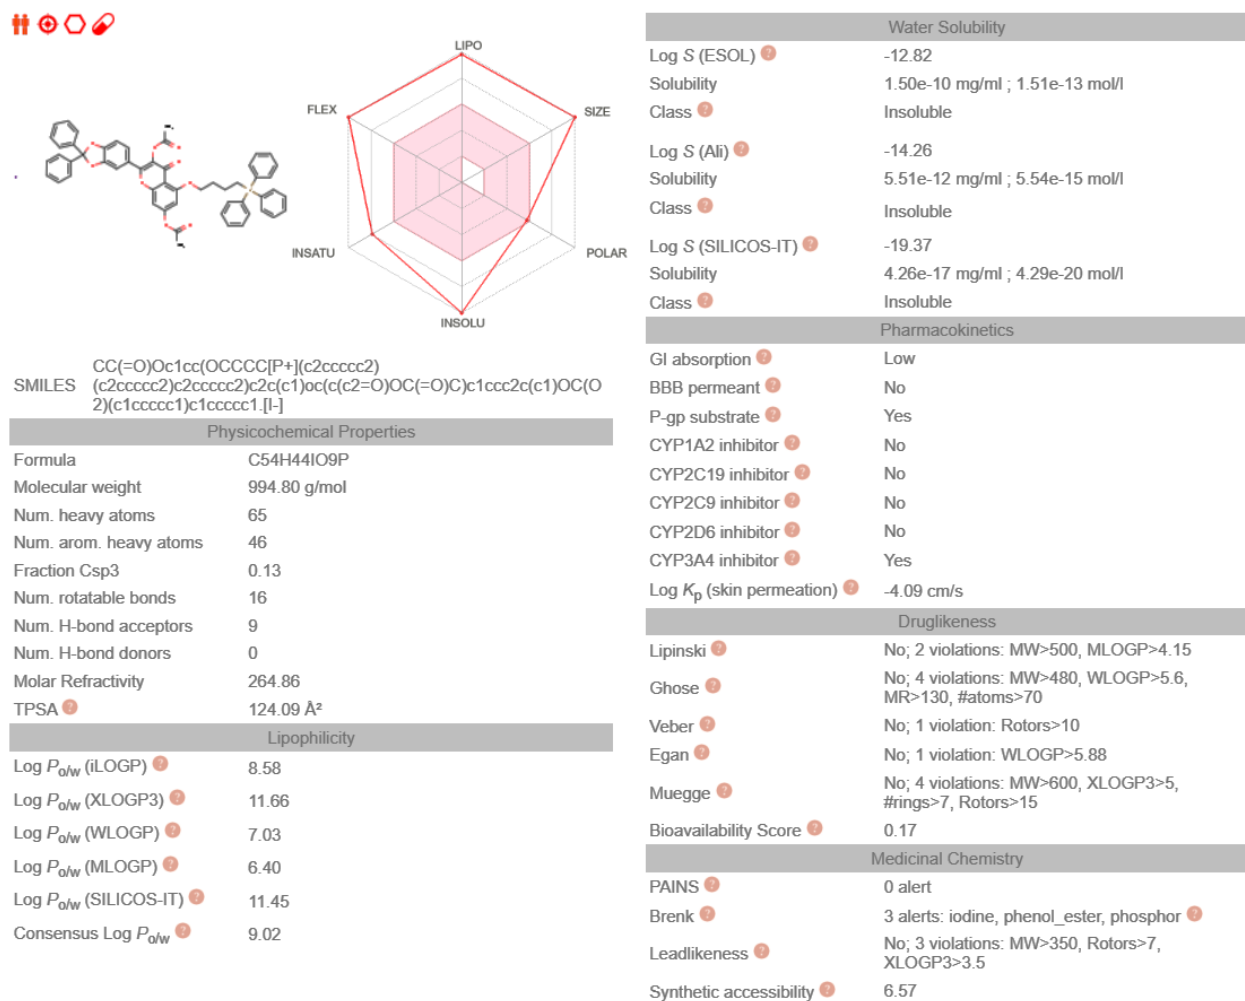 LIPO
FLEX
SIZE
INSATU
POLAR
INSOLU
SMILES
CC(=O)Oc1cc(OCCCC[P+](c2ccccc2)
(c2ccccc2)c2ccccc2)c2c(c1)oc(c(c2=O)OC(=O)C)c1ccc2c(c1)OC(O
2)(c1ccccc1)c1ccccc1.[I-]
Physicochemical Properties
Formula C54H44IO9P
Molecular weight 994.80 g/mol
Num. heavy atoms 65
Num. arom. heavy atoms 46
Fraction Csp3 0.13
Num. rotatable bonds 16
Num. H-bond acceptors 9
Num. H-bond donors 0
Molar Refractivity 264.86
TPSA ? 124.09 Å²
Lipophilicity
Log Po/w (iLOGP) ? 8.58
Log Po/w (XLOGP3) ? 11.66
Log Po/w (WLOGP) ? 7.03
Log Po/w (MLOGP) ? 6.40
Log Po/w (SILICOS-IT) ? 11.45
Consensus Log Po/w ? 9.02
Water Solubility
Log S (ESOL) ? -12.82
Solubility 1.50e-10 mg/ml ; 1.51e-13 mol/l
Class ? Insoluble
Log S (Ali) ? -14.26
Solubility 5.51e-12 mg/ml ; 5.54e-15 mol/l
Class ? Insoluble
Log S (SILICOS-IT) ? -19.37
Solubility 4.26e-17 mg/ml ; 4.29e-20 mol/l
Class ? Insoluble
Pharmacokinetics
GI absorption ? Low
BBB permeant ? No
P-gp substrate ? Yes
CYP1A2 inhibitor ? No
CYP2C19 inhibitor ? No
CYP2C9 inhibitor ? No
CYP2D6 inhibitor ? No
CYP3A4 inhibitor ? Yes
Log Kp (skin permeation) ? -4.09 cm/s
Druglikeness
Lipinski ? No; 2 violations: MW>500, MLOGP>4.15
Ghose ? No; 4 violations: MW>480, WLOGP>5.6,
MR>130, #atoms>70
Veber ? No; 1 violation: Rotors>10
Egan ? No; 1 violation: WLOGP>5.88
Muegge ? No; 4 violations: MW>600, XLOGP3>5,
#rings>7, Rotors>15
Bioavailability Score ? 0.17
Medicinal Chemistry
PAINS ? 0 alert
Brenk ? 3 alerts: iodine, phenol_ester, phosphor ?
Leadlikeness ? No; 3 violations: MW>350, Rotors>7,
XLOGP3>3.5
Synthetic accessibility ? 6.57